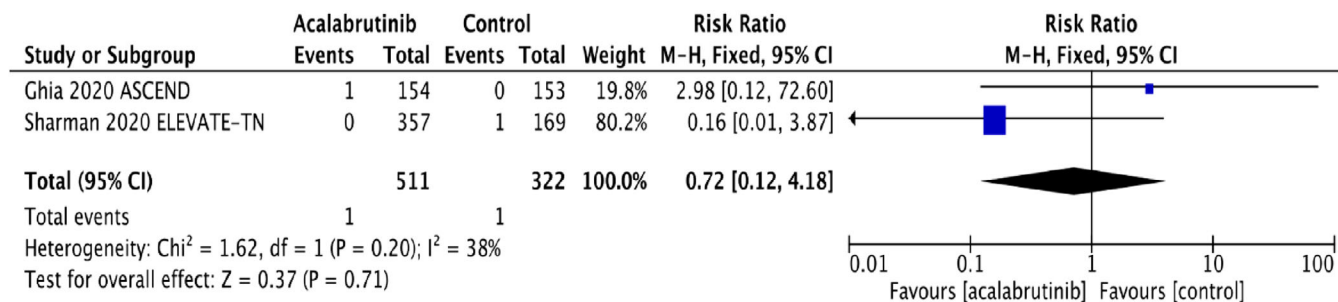 Acalabrutinib Control Risk Ratio Risk Ratio
Study or Subgroup Events Total Events Total Weight M-H, Fixed, 95% CI M-H, Fixed, 95% CI
Ghia 2020 ASCEND 1 154 0 153 19.8% 2.98 [0.12, 72.60]
Sharman 2020 ELEVATE-TN 0 357 1 169 80.2% 0.16 [0.01, 3.87]
Total (95% CI) 511 322 100.0% 0.72 [0.12, 4.18]
Total events 1 1
Heterogeneity: Chi² = 1.62, df = 1 (P = 0.20); I² = 38%
Test for overall effect: Z = 0.37 (P = 0.71)
0.01 0.1 1 10 100
Favours [acalabrutinib] Favours [control]